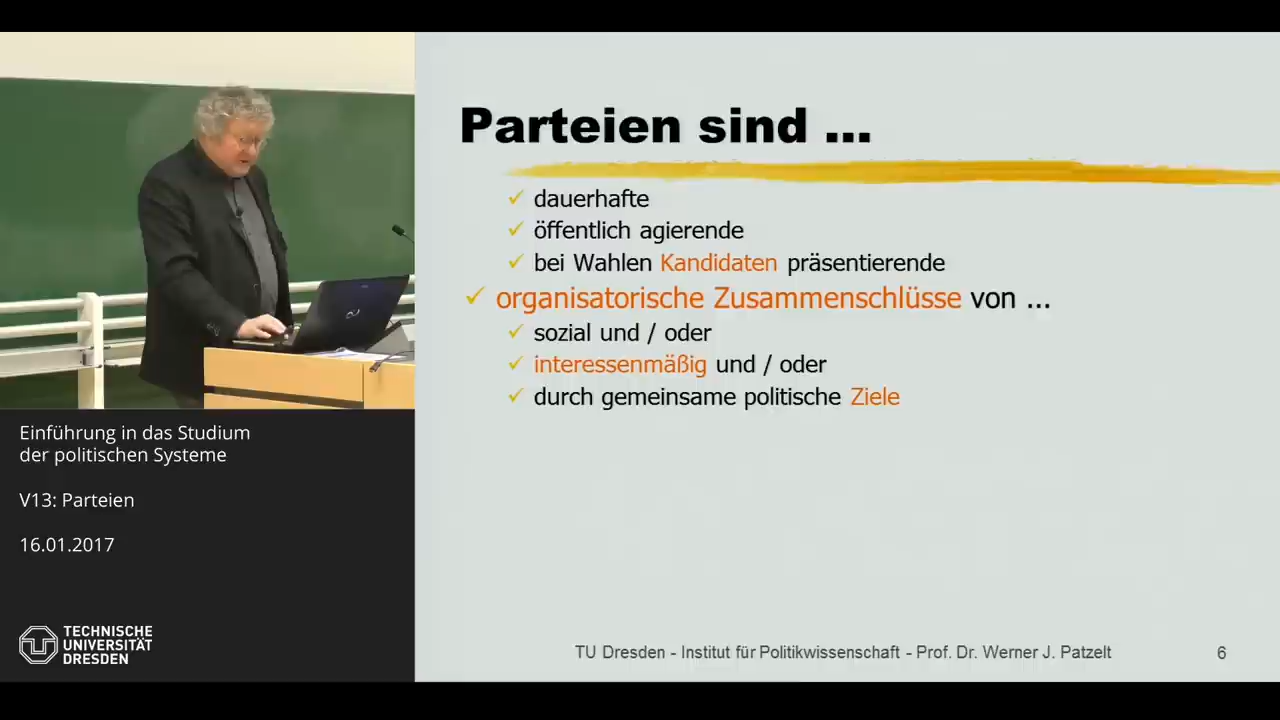 Parteien sind ...
dauerhafte
öffentlich agierende
bei Wahlen Kandidaten präsentierende
organisatorische Zusammenschlüsse von ...
sozial und / oder
interessenmäßig und / oder
durch gemeinsame politische Ziele
Einführung in das Studium
der politischen Systeme
V13: Parteien
16.01.2017
TECHNISCHE
UNIVERSITÄT
DRESDEN
TU Dresden - Institut für Politikwissenschaft - Prof. Dr. Werner J. Patzelt
6